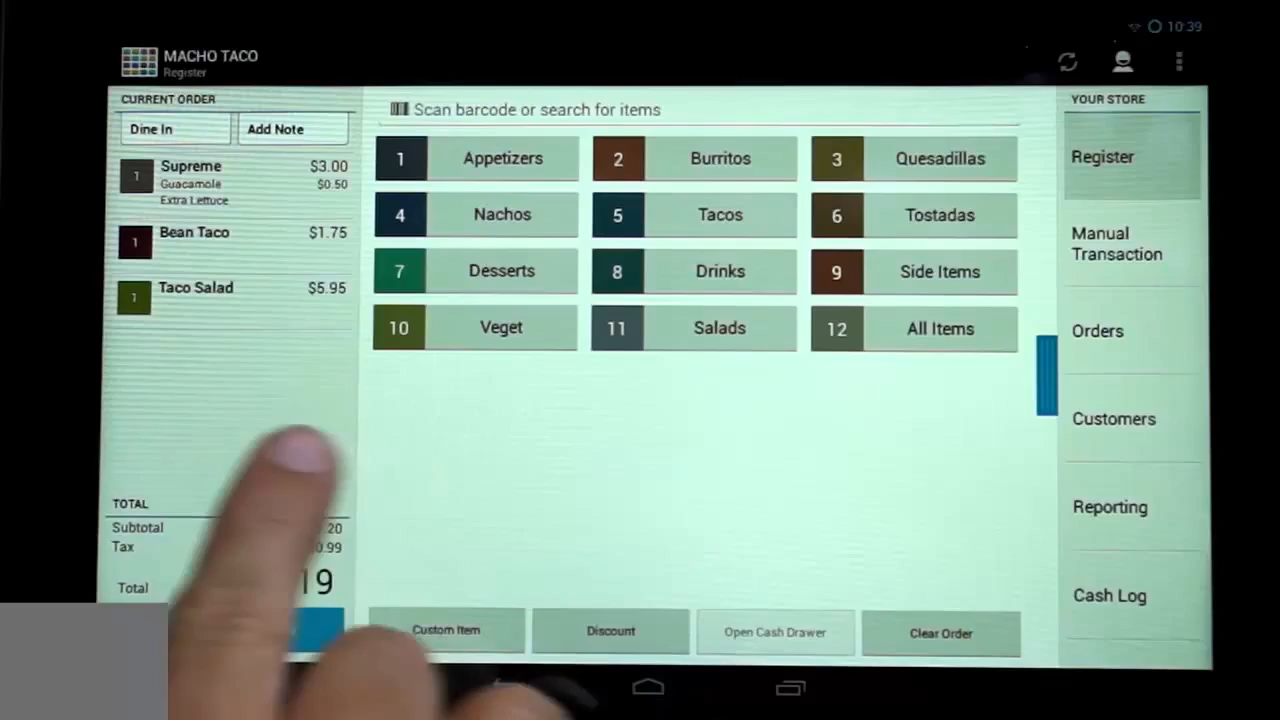 10:39
MACHO TACO
Register
CURRENT ORDER
Dine In
Add Note
1 Supreme $3.00
Guacamole $0.50
Extra Lettuce
1 Bean Taco $1.75
1 Taco Salad $5.95
TOTAL
Subtotal 20
Tax 0.99
Total 19
Scan barcode or search for items
1 Appetizers
2 Burritos
3 Quesadillas
4 Nachos
5 Tacos
6 Tostadas
7 Desserts
8 Drinks
9 Side Items
10 Veget
11 Salads
12 All Items
Custom Item
Discount
Open Cash Drawer
Clear Order
YOUR STORE
Register
Manual
Transaction
Orders
Customers
Reporting
Cash Log